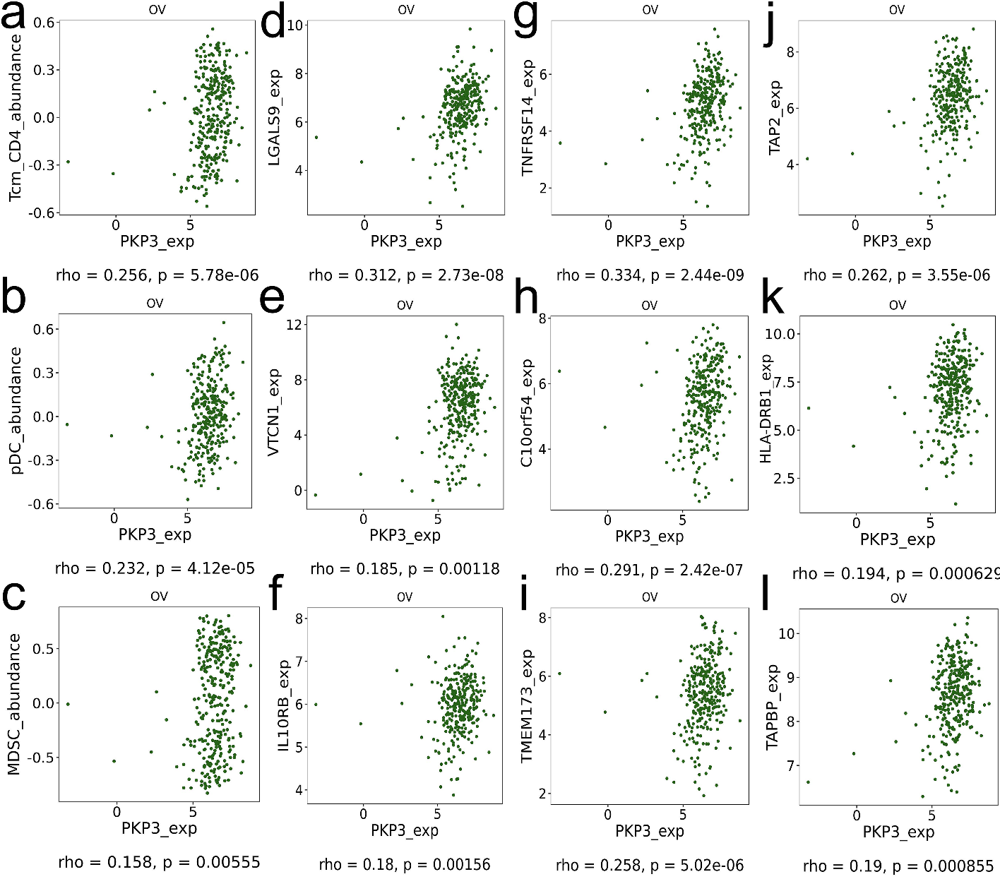 a
OV
Tcm_CD4_abundance
0.6
0.3
0.0
-0.3
-0.6
0
5
PKP3_exp
rho = 0.256, p = 5.78e-06
d
OV
LGALS9_exp
10
8
6
4
0
5
PKP3_exp
rho = 0.312, p = 2.73e-08
g
OV
TNFRSF14_exp
6
4
2
0
5
PKP3_exp
rho = 0.334, p = 2.44e-09
j
OV
TAP2_exp
8
6
4
0
5
PKP3_exp
rho = 0.262, p = 3.55e-06
b
OV
pDC_abundance
0.6
0.3
0.0
-0.3
-0.6
0
5
PKP3_exp
rho = 0.232, p = 4.12e-05
e
OV
VTCN1_exp
12
8
4
0
0
5
PKP3_exp
rho = 0.185, p = 0.00118
h
OV
C10orf54_exp
8
6
4
0
5
PKP3_exp
rho = 0.291, p = 2.42e-07
k
OV
HLA-DRB1_exp
10.0
7.5
5.0
2.5
0
5
PKP3_exp
rho = 0.194, p = 0.000629
c
OV
MDSC_abundance
0.5
0.0
-0.5
0
5
PKP3_exp
rho = 0.158, p = 0.00555
f
OV
IL10RB_exp
8
7
6
5
4
0
5
PKP3_exp
rho = 0.18, p = 0.00156
i
OV
TMEM173_exp
8
6
4
2
0
5
PKP3_exp
rho = 0.258, p = 5.02e-06
l
OV
TAPBP_exp
10
9
8
7
0
5
PKP3_exp
rho = 0.19, p = 0.000855